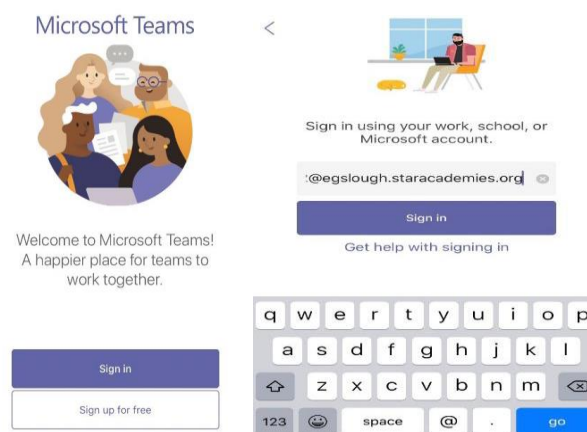 Microsoft Teams
Welcome to Microsoft Teams!
A happier place for teams to
work together.
Sign in
Sign up for free
<
Sign in using your work, school, or
Microsoft account.
:@egslough.staracademies.org
Sign in
Get help with signing in
q w e r t y u i o p
a s d f g h j k l
z x c v b n m
123 space @ . go